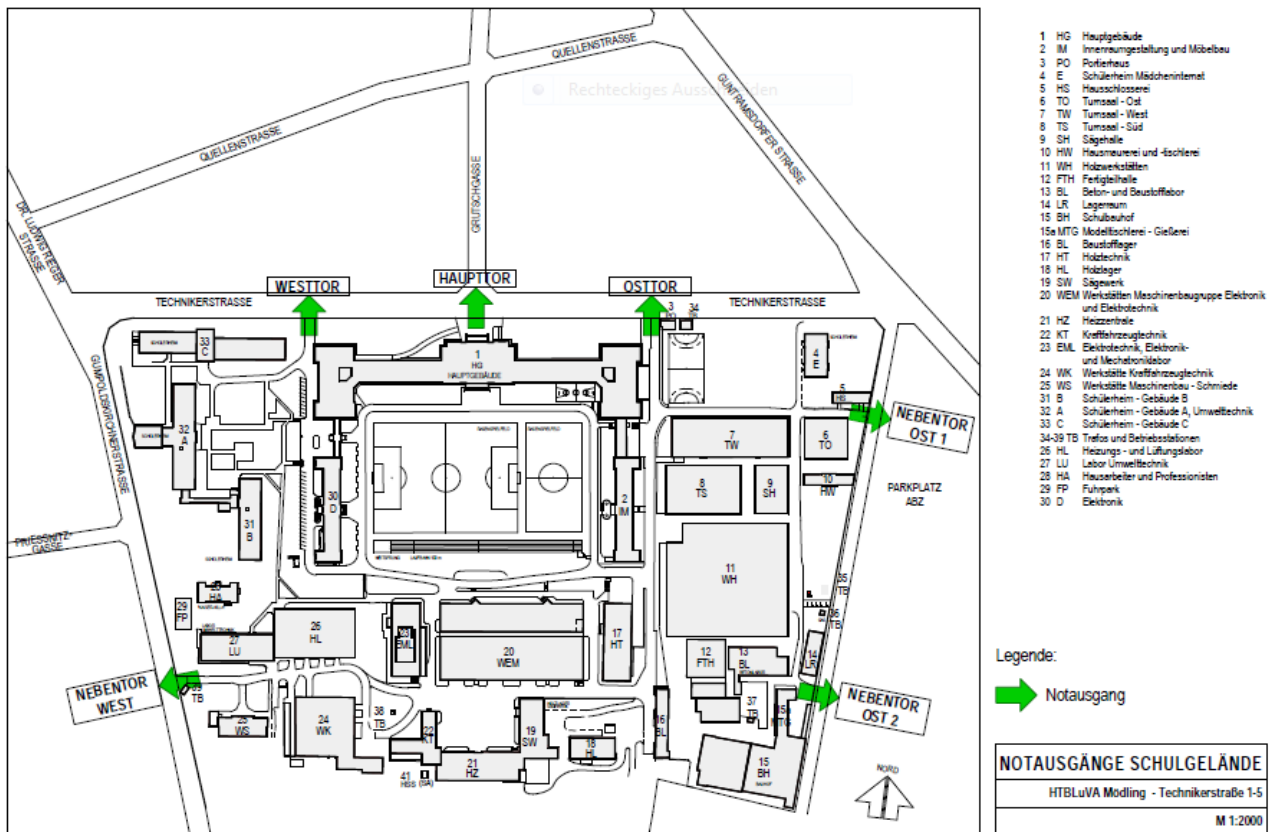 QUELLENSTRASSE
Rechteckiges Ausschneiden
GUNTRAMSDORFER STRASSE
QUELLENSTRASSE
GRUTSCHGASSE
DR. LUDWIG RIEGER
STRASSE
WESTTOR
HAUPTTOR
OSTTOR
TECHNIKERSTRASSE
TECHNIKERSTRASSE
3
PO
34
33
C
1
HG
HAUPTGEBÄUDE
4
E
5
HS
NEBENTOR
OST 1
GUMPOLDSKIRCHNERSTRASSE
32
A
7
TW
6
TO
30
D
2
IM
8
TS
9
SH
10
HW
PARKPLATZ
ABZ
31
B
PRIESSNITZ-
GASSE
11
WH
35
TB
36
TB
HA
29
FP
26
HL
23
EML
20
WEM
17
HT
27
LU
12
FTH
13
BL
14
LR
NEBENTOR
WEST
TB
25
WS
24
WK
38
TB
22
KT
19
SW
18
HL
16
BL
37
TB
15a
MTG
NEBENTOR
OST 2
21
HZ
41
HSS (SA)
15
BH
BAUHOF
NORD
1 HG Hauptgebäude
2 IM Innenraumgestaltung und Möbelbau
3 PO Portierhaus
4 E Schülerheim Mädcheninternat
5 HS Hausschlosserei
6 TO Turnsaal - Ost
7 TW Turnsaal - West
8 TS Turnsaal - Süd
9 SH Sägehalle
10 HW Hausmaurerei und -tischlerei
11 WH Holzwerkstätten
12 FTH Fertigteilhalle
13 BL Beton- und Baustofflabor
14 LR Lagerraum
15 BH Schulbauhof
15a MTG Modelltischlerei - Gießerei
16 BL Baustofflager
17 HT Holztechnik
18 HL Holzlager
19 SW Sägewerk
20 WEM Werkstätten Maschinenbaugruppe Elektronik
und Elektrotechnik
21 HZ Heizzentrale
22 KT Kraftfahrzeugtechnik
23 EML Elektrotechnik, Elektronik-
und Mechatroniklabor
24 WK Werkstätte Kraftfahrzeugtechnik
25 WS Werkstätte Maschinenbau - Schmiede
31 B Schülerheim - Gebäude B
32 A Schülerheim - Gebäude A, Umwelttechnik
33 C Schülerheim - Gebäude C
34-39 TB Trafos und Betriebsstationen
26 HL Heizungs - und Lüftungslabor
27 LU Labor Umwelttechnik
28 HA Hausarbeiter und Professionisten
29 FP Fuhrpark
30 D Elektronik
Legende:
Notausgang
NOTAUSGÄNGE SCHULGELÄNDE
HTBLuVA Mödling - Technikerstraße 1-5
M 1:2000